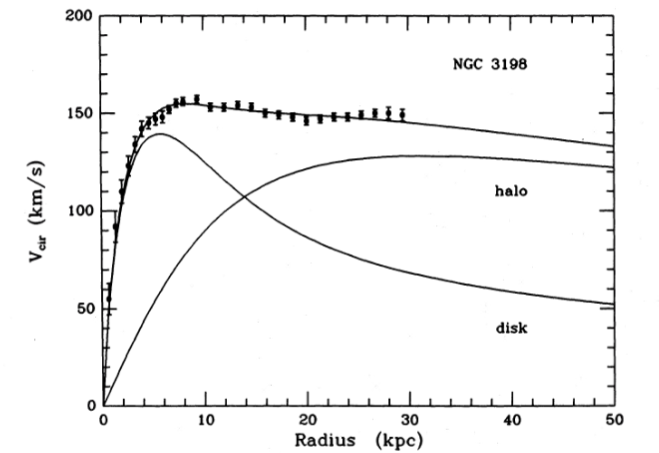 200
NGC 3198
150
halo
100
V_cir (km/s)
50
disk
0
0 10 20 30 40 50
Radius (kpc)